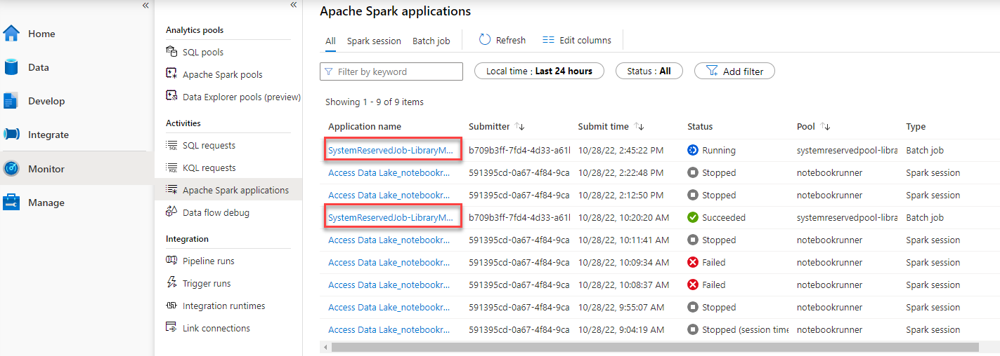 Home
Data
Develop
Integrate
Monitor
Manage
Analytics pools
SQL pools
Apache Spark pools
Data Explorer pools (preview)
Activities
SQL requests
KQL requests
Apache Spark applications
Data flow debug
Integration
Pipeline runs
Trigger runs
Integration runtimes
Link connections
Apache Spark applications
All Spark session Batch job Refresh Edit columns
Filter by keyword Local time : Last 24 hours Status : All Add filter
Showing 1 - 9 of 9 items
Application name Submitter Submit time Status Pool Type
SystemReservedJob-LibraryM... b709b3ff-7fd4-4d33-a61l 10/28/22, 2:45:22 PM Running systemreservedpool-libra Batch job
Access Data Lake_notebookr... 591395cd-0a67-4f84-9ca 10/28/22, 2:22:48 PM Stopped notebookrunner Spark session
Access Data Lake_notebookr... 591395cd-0a67-4f84-9ca 10/28/22, 2:12:50 PM Stopped notebookrunner Spark session
SystemReservedJob-LibraryM... b709b3ff-7fd4-4d33-a61l 10/28/22, 10:20:20 AM Succeeded systemreservedpool-libra Batch job
Access Data Lake_notebookr... 591395cd-0a67-4f84-9ca 10/28/22, 10:11:41 AM Stopped notebookrunner Spark session
Access Data Lake_notebookr... 591395cd-0a67-4f84-9ca 10/28/22, 10:09:34 AM Failed notebookrunner Spark session
Access Data Lake_notebookr... 591395cd-0a67-4f84-9ca 10/28/22, 10:08:37 AM Failed notebookrunner Spark session
Access Data Lake_notebookr... 591395cd-0a67-4f84-9ca 10/28/22, 9:55:07 AM Stopped notebookrunner Spark session
Access Data Lake_notebookr... 591395cd-0a67-4f84-9ca 10/28/22, 9:04:19 AM Stopped (session time notebookrunner Spark session